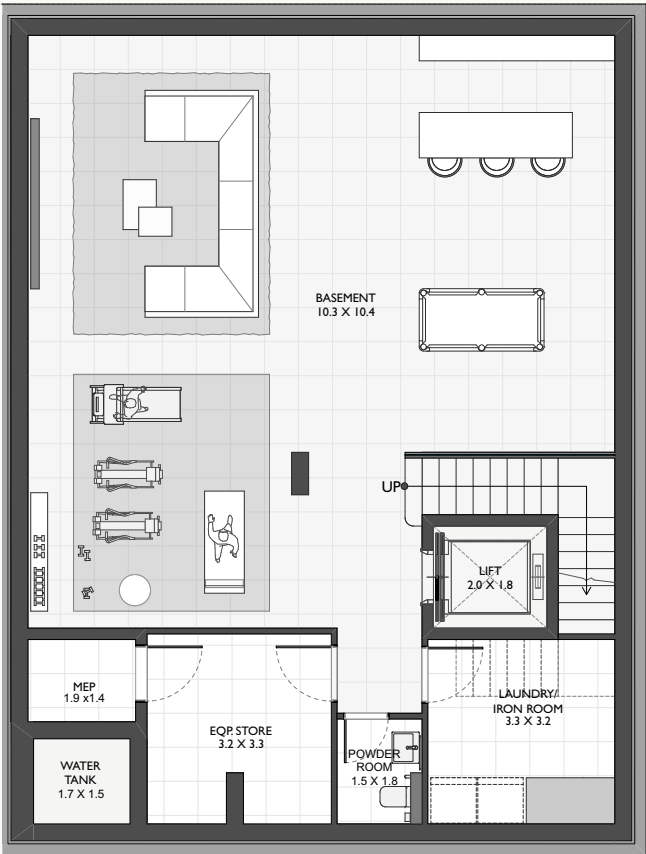 BASEMENT
10.3 X 10.4
UP
LIFT
2.0 X 1.8
MEP
1.9 x1.4
EQP. STORE
3.2 X 3.3
LAUNDRY/
IRON ROOM
3.3 X 3.2
POWDER
ROOM
1.5 X 1.8
WATER
TANK
1.7 X 1.5